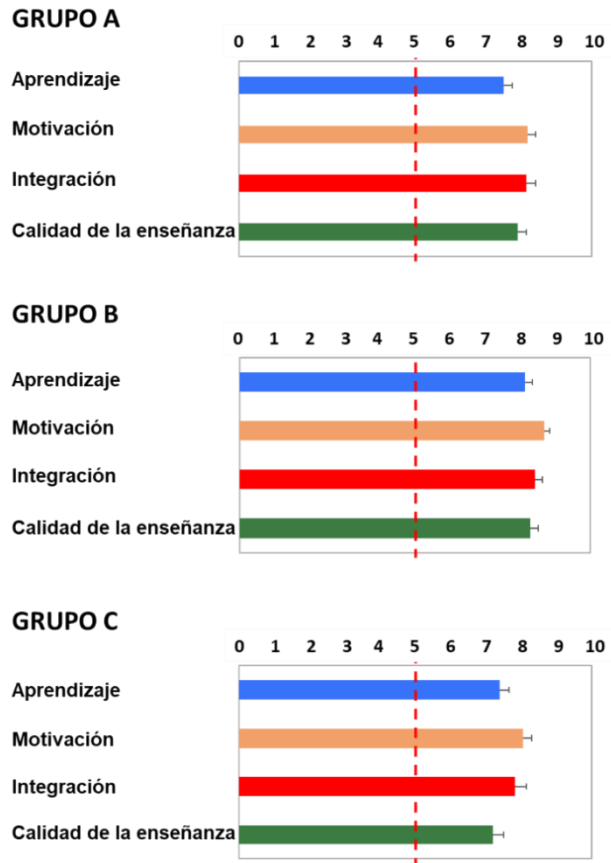 GRUPO A
0 1 2 3 4 5 6 7 8 9 10
Aprendizaje
Motivación
Integración
Calidad de la enseñanza
GRUPO B
0 1 2 3 4 5 6 7 8 9 10
Aprendizaje
Motivación
Integración
Calidad de la enseñanza
GRUPO C
0 1 2 3 4 5 6 7 8 9 10
Aprendizaje
Motivación
Integración
Calidad de la enseñanza